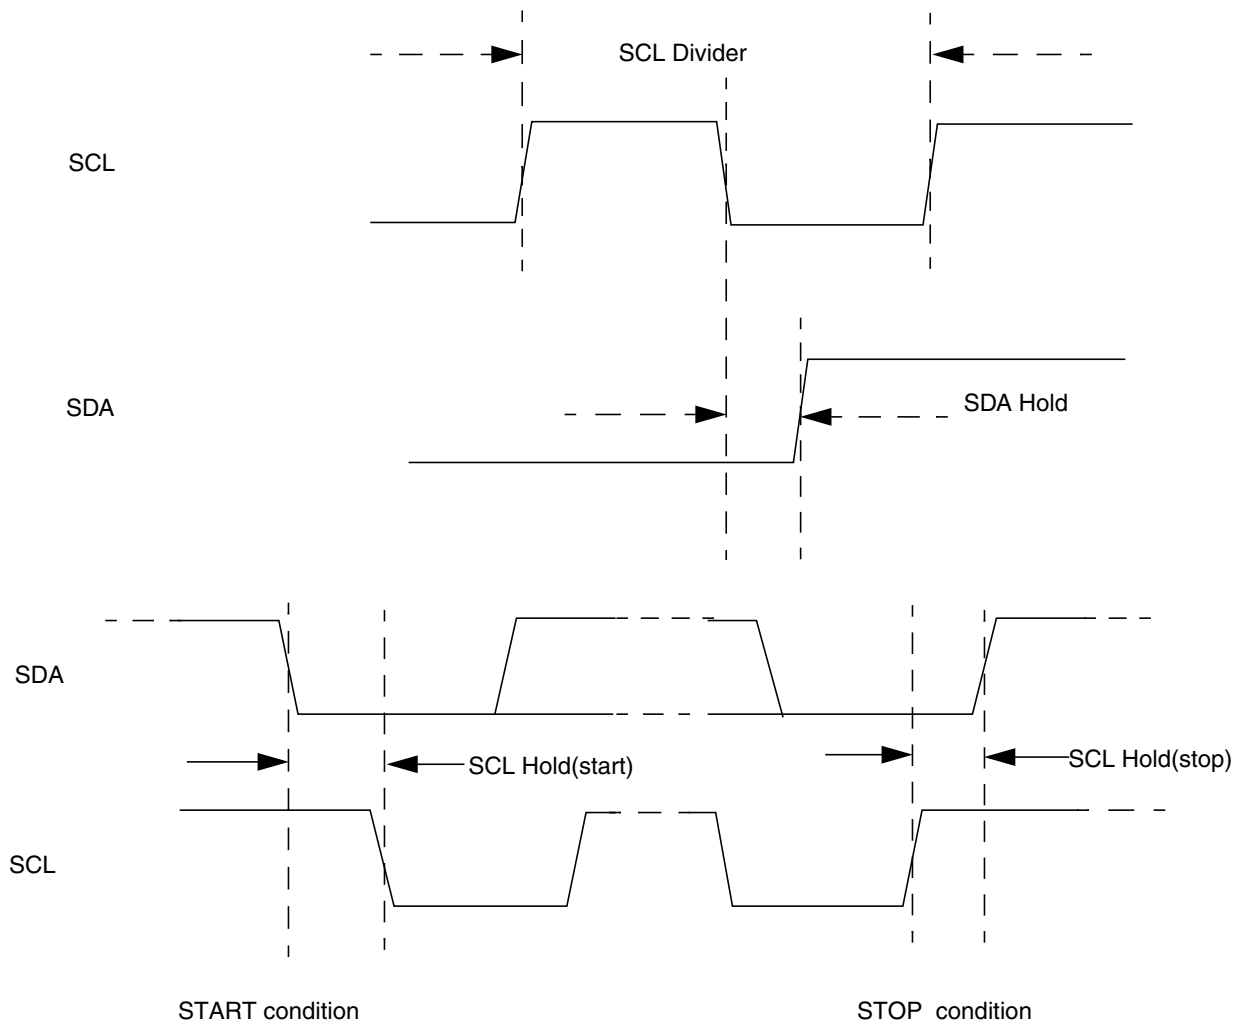 SCL Divider
SCL
SDA
SDA Hold
SDA
SCL Hold(start)
SCL Hold(stop)
SCL
START condition
STOP condition